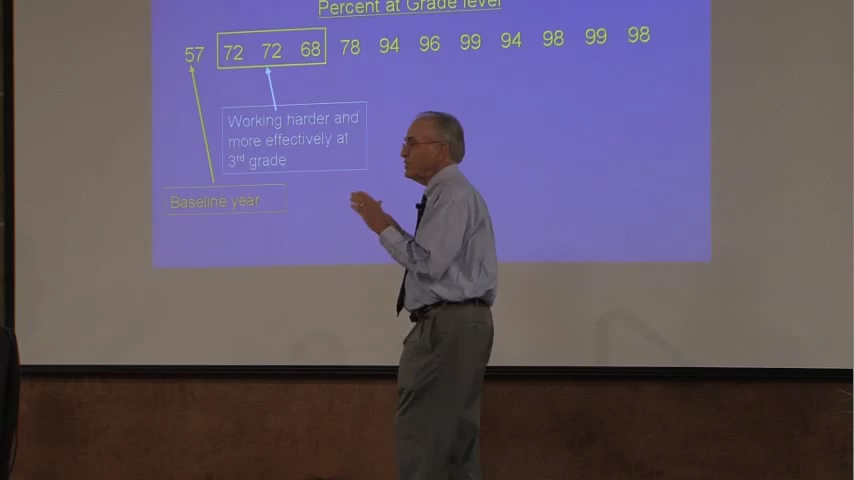 Percent at Grade level
57 72 72 68 78 94 96 99 94 98 99 98
Working harder and
more effectively at
3rd grade
Baseline year